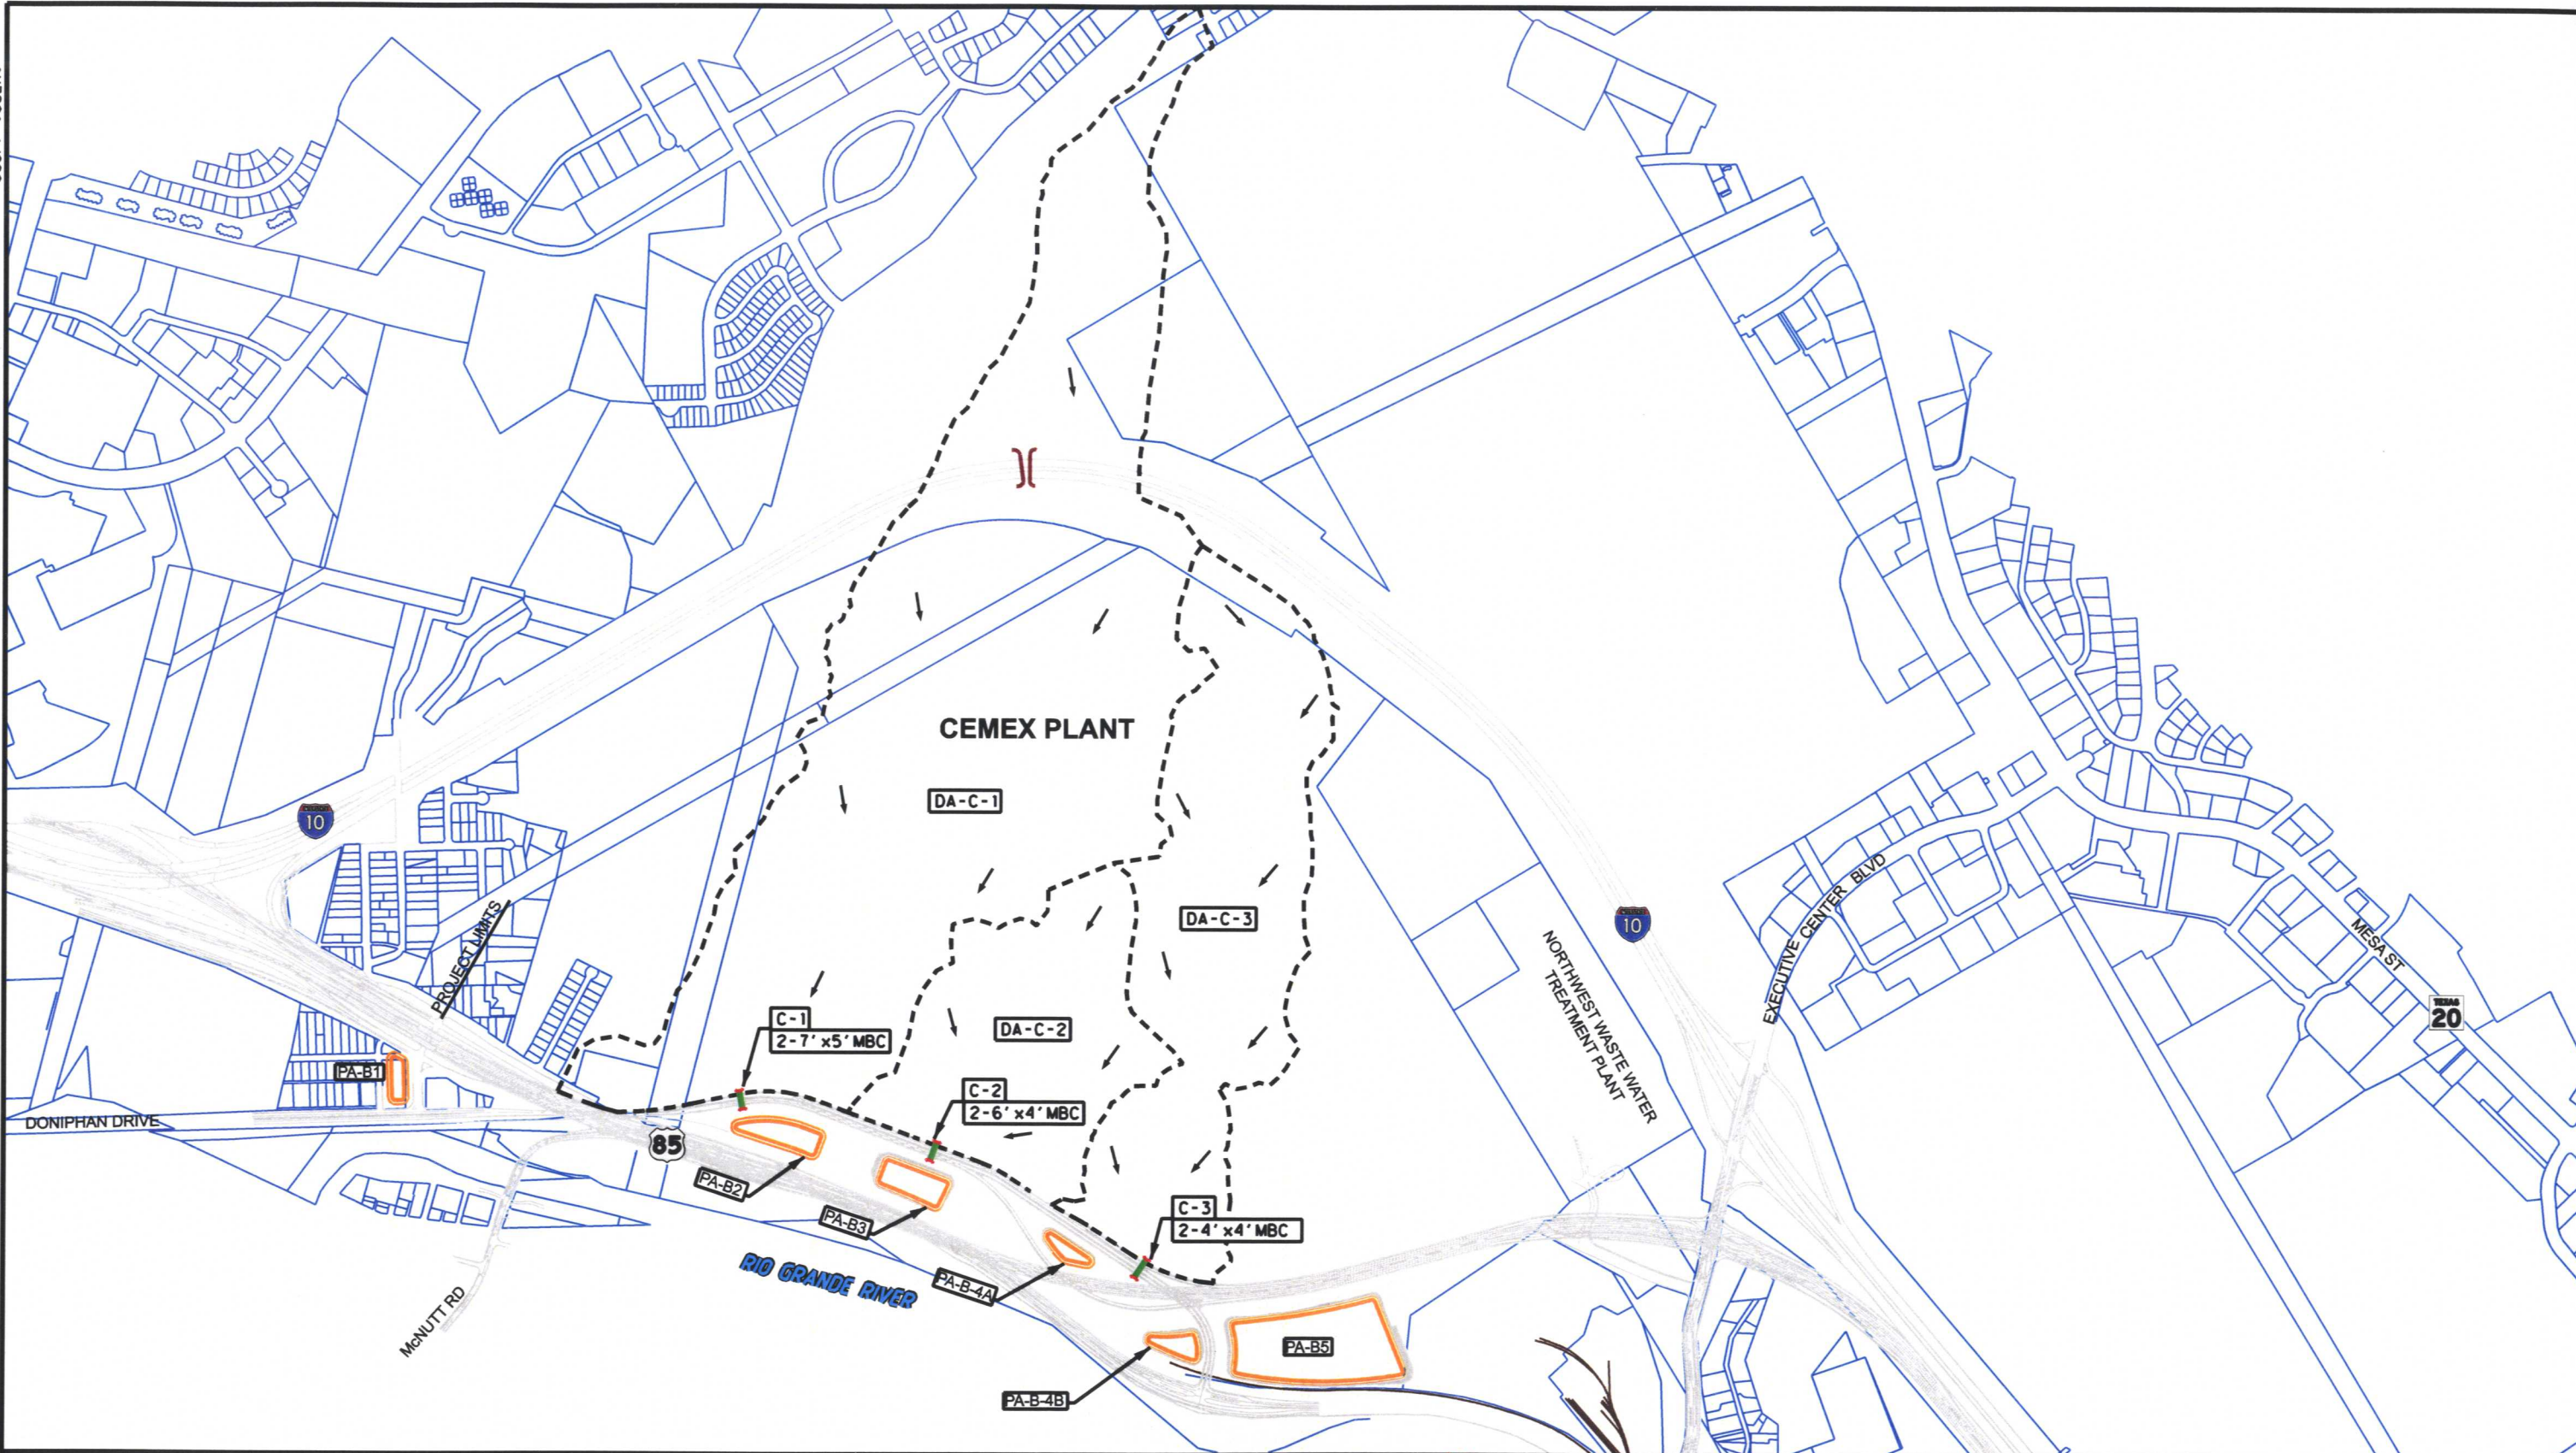 CEMEX PLANT
DA-C-1
10
DA-C-3
10
EXECUTIVE CENTER BLVD
MESA ST
TEXAS
20
NORTHWEST WASTE WATER
TREATMENT PLANT
PROJECT LIMITS
C-1
2-7' x5' MBC
DA-C-2
PA-B1
C-2
2-6' x4' MBC
DONIPHAN DRIVE
85
PA-B2
PA-B3
C-3
2-4' x4' MBC
RIO GRANDE RIVER
PA-B-4A
McNUTT RD
PA-B5
PA-B-4B